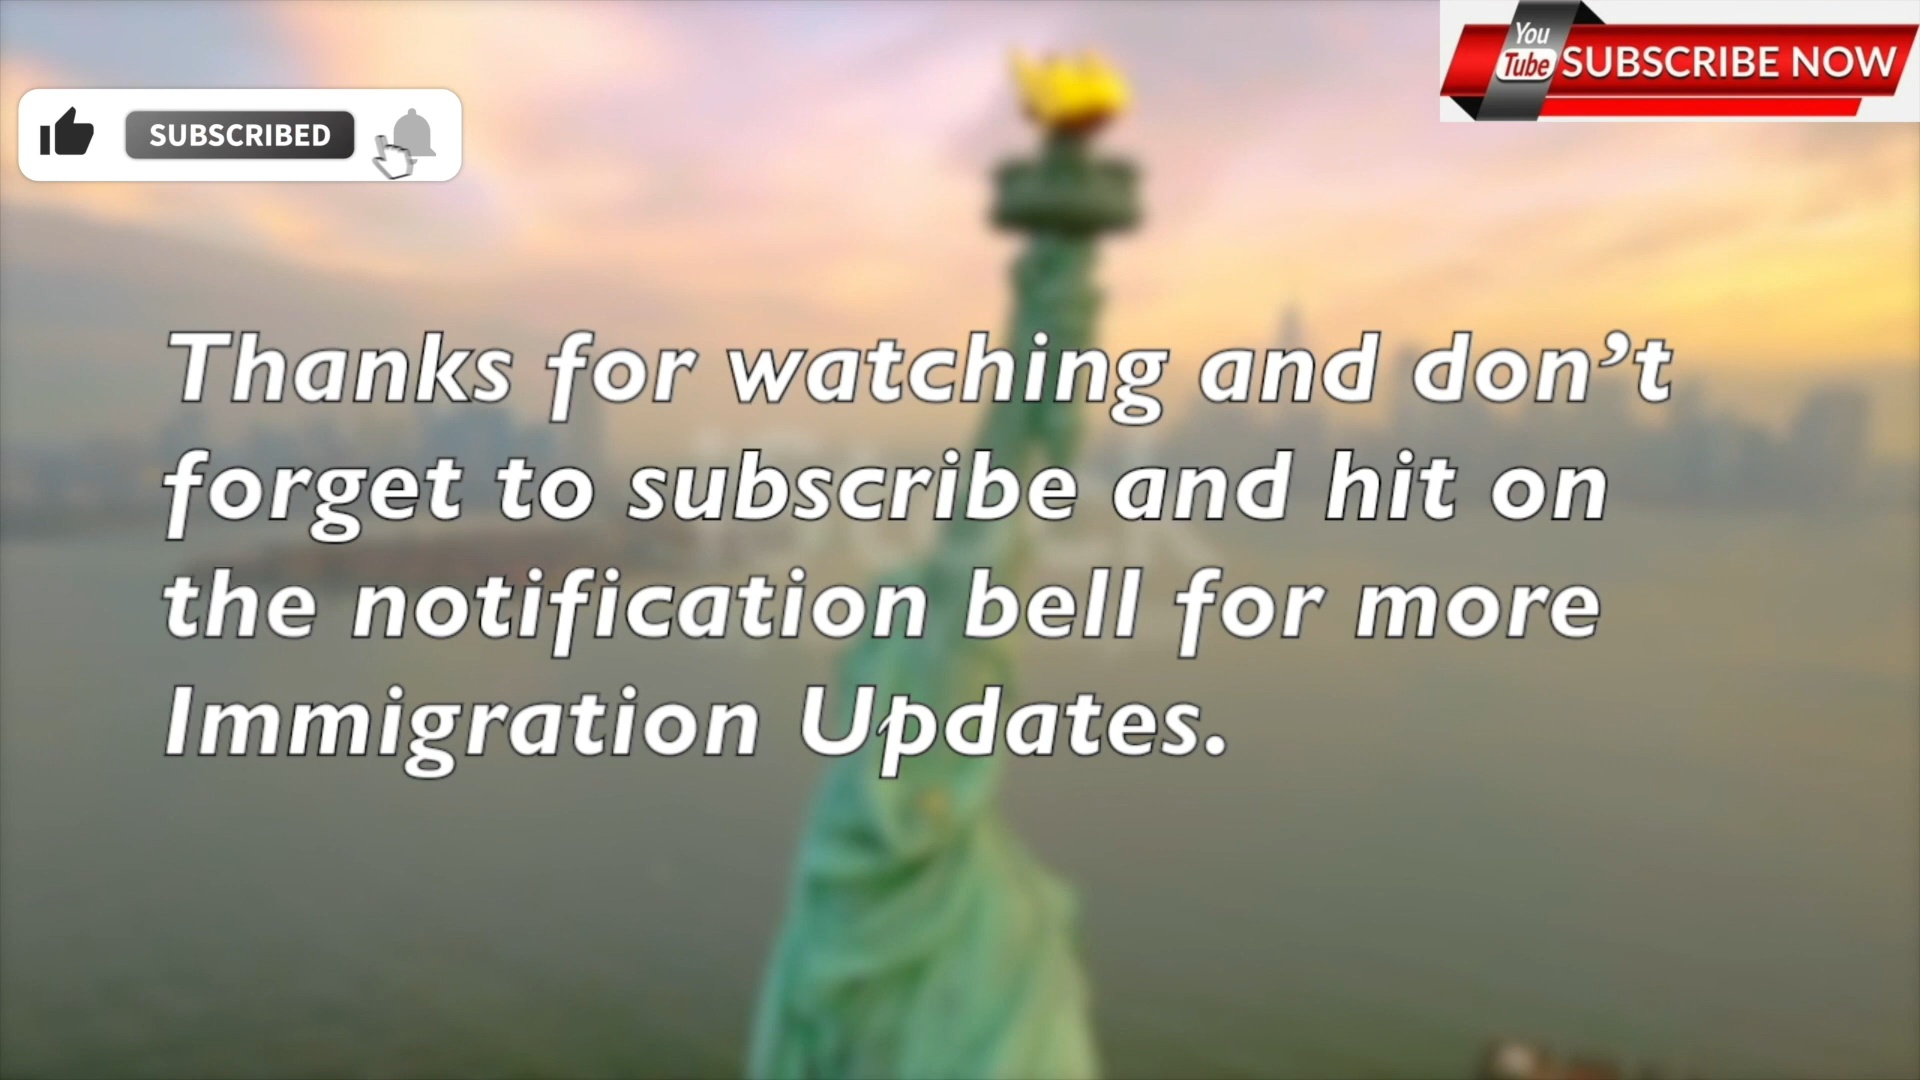 You
Tube
SUBSCRIBE NOW
SUBSCRIBED
Thanks for watching and don’t
forget to subscribe and hit on
the notification bell for more
Immigration Updates.